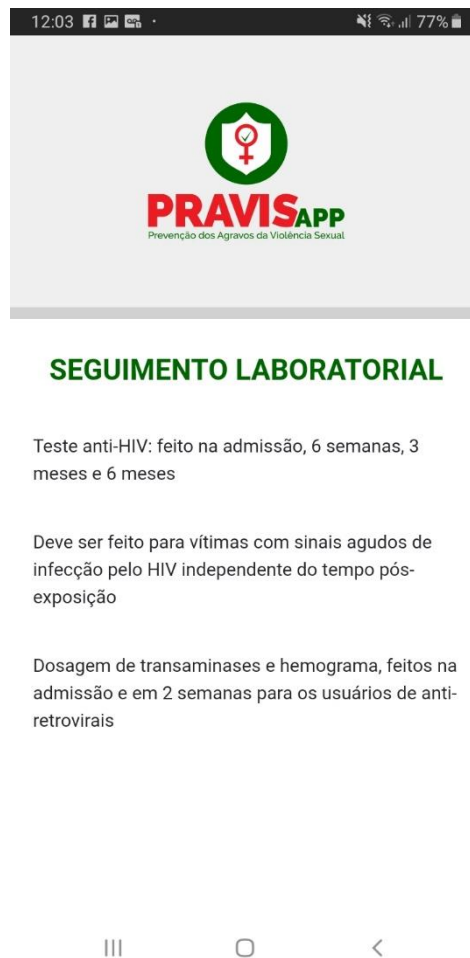 12:03
77%
PRAVISAPP
Prevenção dos Agravos da Violência Sexual
SEGUIMENTO LABORATORIAL
Teste anti-HIV: feito na admissão, 6 semanas, 3
meses e 6 meses
Deve ser feito para vítimas com sinais agudos de
infecção pelo HIV independente do tempo pós-
exposição
Dosagem de transaminases e hemograma, feitos na
admissão e em 2 semanas para os usuários de anti-
retrovirais